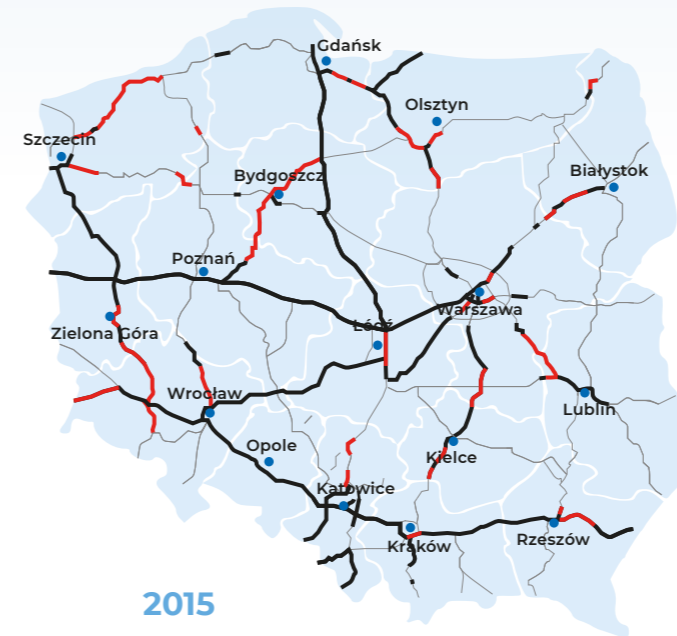 Gdańsk
Olsztyn
Szczecin
Białystok
Bydgoszcz
Poznań
Warszawa
Łódź
Zielona Góra
Wrocław
Lublin
Opole
Kielce
Katowice
Rzeszów
Kraków
2015